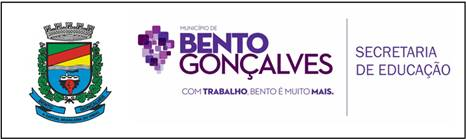 MUNICÍPIO DE
BENTO
GONÇALVES
COM TRABALHO, BENTO É MUITO MAIS.
SECRETARIA
DE EDUCAÇÃO